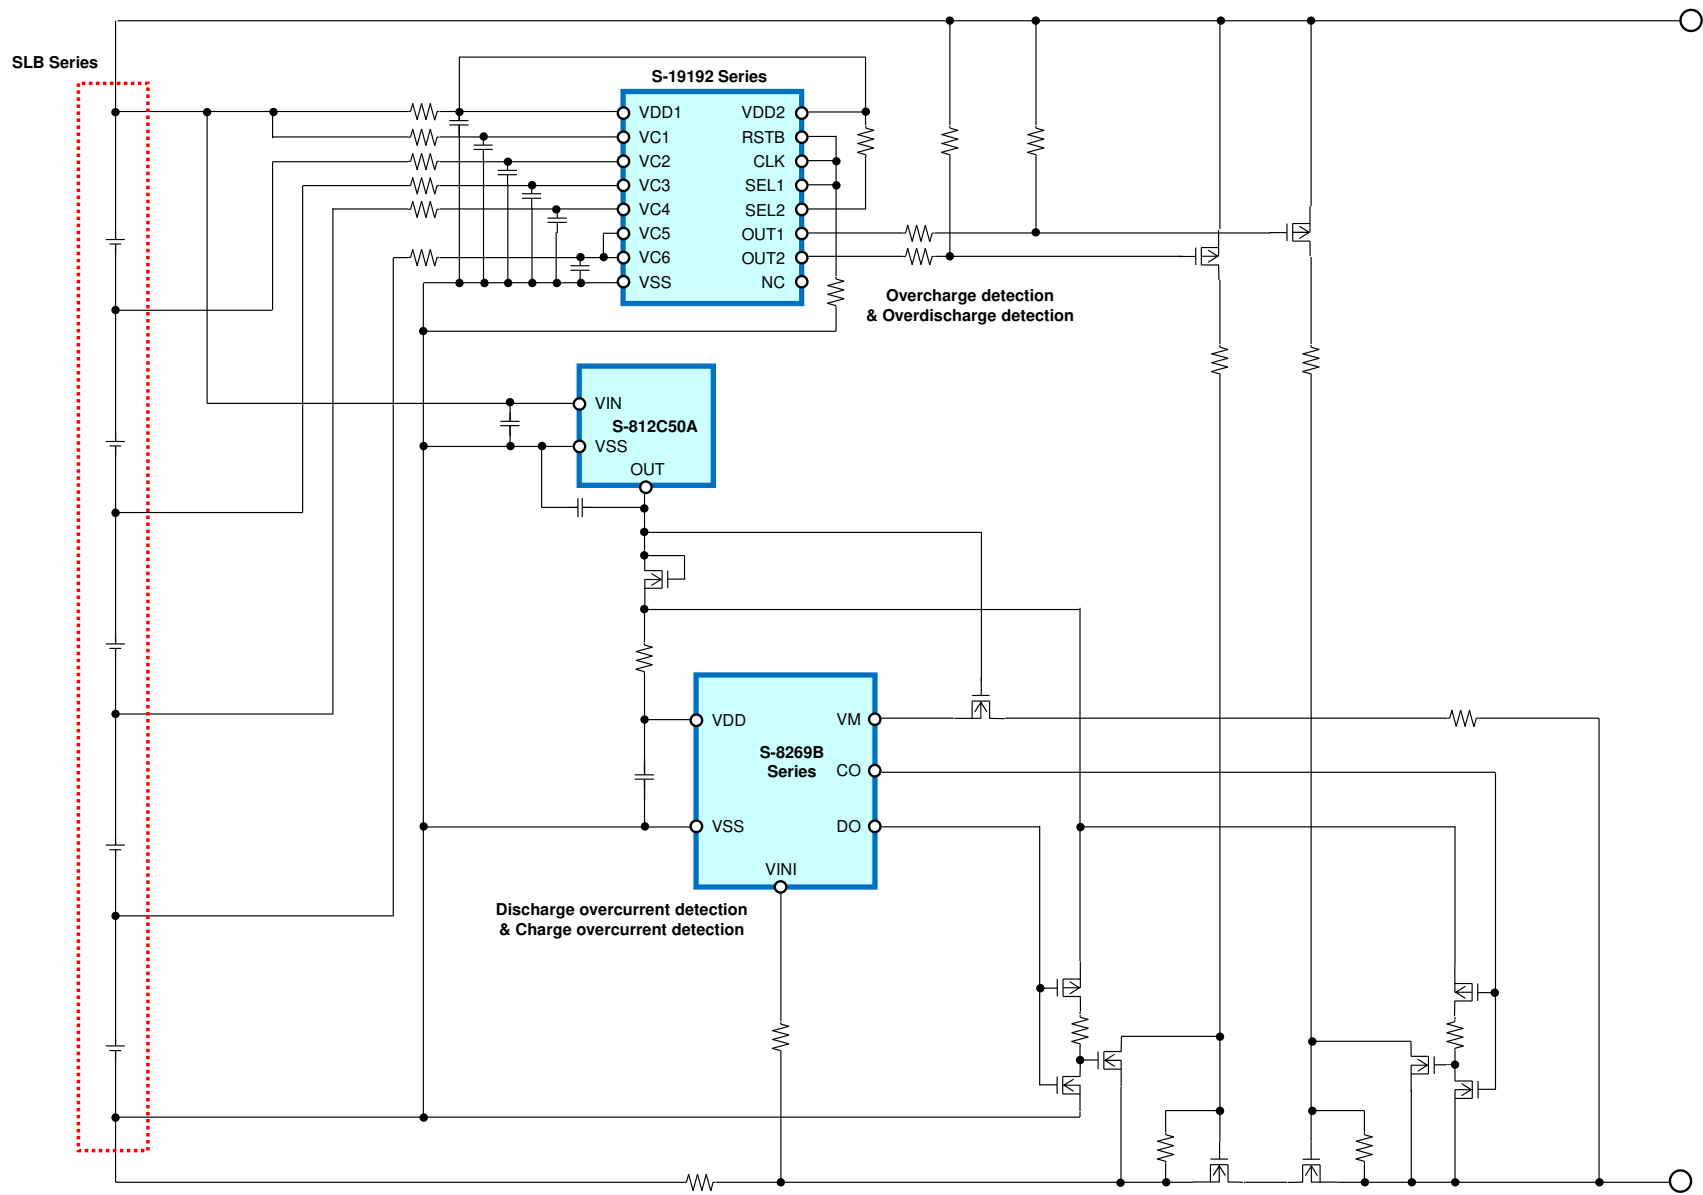 SLB Series
S-19192 Series
VDD1
VC1
VC2
VC3
VC4
VC5
VC6
VSS
VDD2
RSTB
CLK
SEL1
SEL2
OUT1
OUT2
NC
Overcharge detection
& Overdischarge detection
VIN
S-812C50A
VSS
OUT
VDD
VSS
S-8269B
Series
VM
CO
DO
VINI
Discharge overcurrent detection
& Charge overcurrent detection